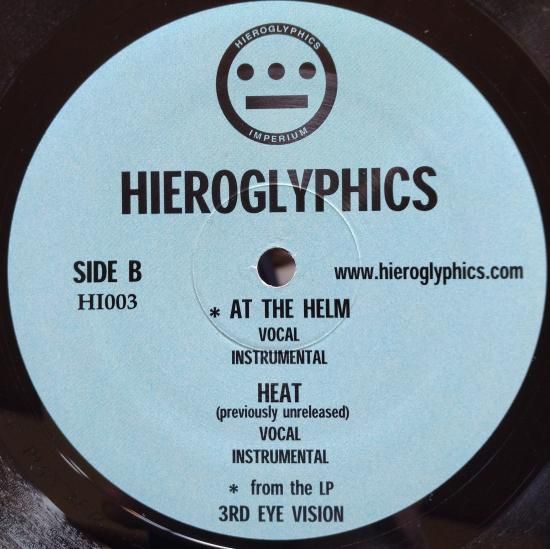 HIEROGLYPHICS
IMPERIUM
HIEROGLYPHICS
SIDE B
HI003
www.hieroglyphics.com
* AT THE HELM
VOCAL
INSTRUMENTAL
HEAT
(previously unreleased)
VOCAL
INSTRUMENTAL
* from the LP
3RD EYE VISION